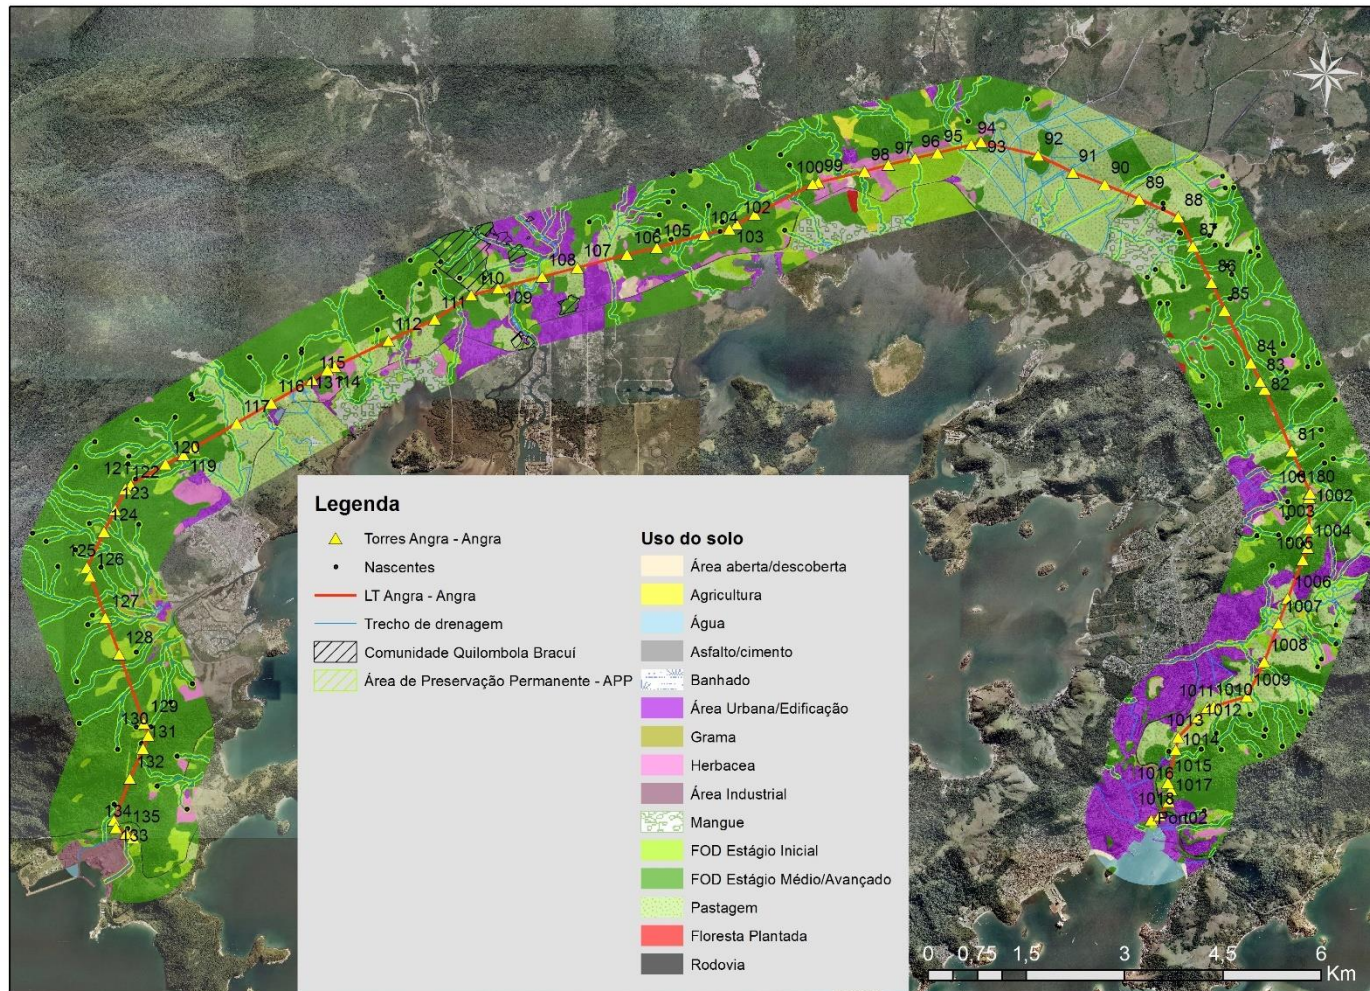 94
95
96
97
98
93
92
91
90
89
88
87
86
85
84
83
82
81
10099
102
104
103
105
106
107
108
109
110
111
112
115
114
116
117
120
119
122
123
124
125
126
127
128
129
130
131
132
134
135
1002
1003
1004
1005
1006
1007
1008
1009
1010
1011
1012
1013
1014
1015
1016
1017
1018
Port02
Legenda
Torres Angra - Angra
Nascentes
LT Angra - Angra
Trecho de drenagem
Comunidade Quilombola Bracuí
Área de Preservação Permanente - APP
Uso do solo
Área aberta/descoberta
Agricultura
Água
Asfalto/cimento
Banhado
Área Urbana/Edificação
Grama
Herbacea
Área Industrial
Mangue
FOD Estágio Inicial
FOD Estágio Médio/Avançado
Pastagem
Floresta Plantada
Rodovia
0 0,75 1,5 3 4,5 6
Km